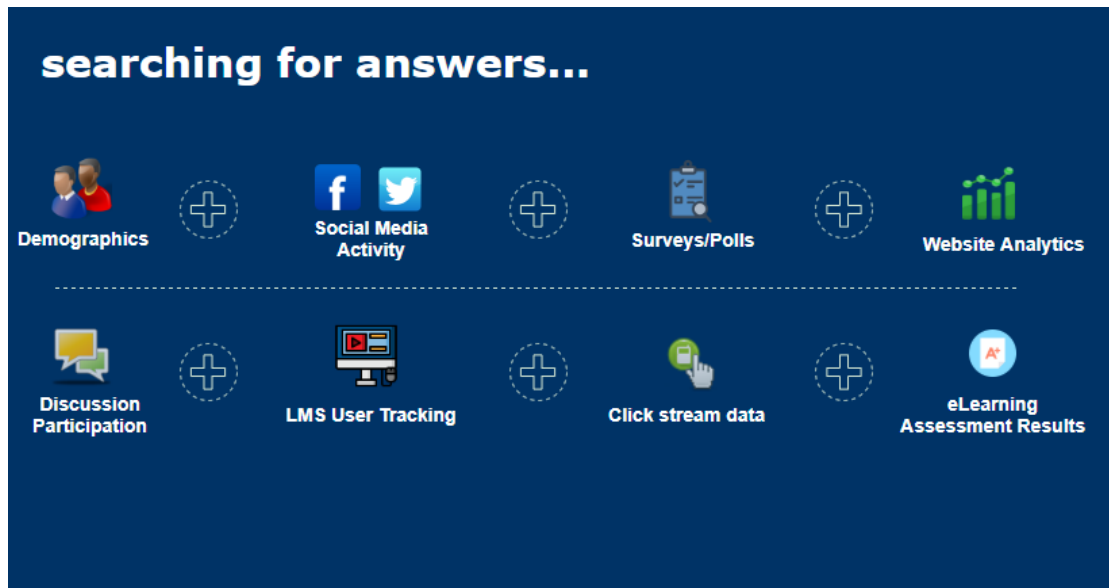 searching for answers...
Demographics
Social Media
Activity
Surveys/Polls
Website Analytics
Discussion
Participation
LMS User Tracking
Click stream data
A+
eLearning
Assessment Results